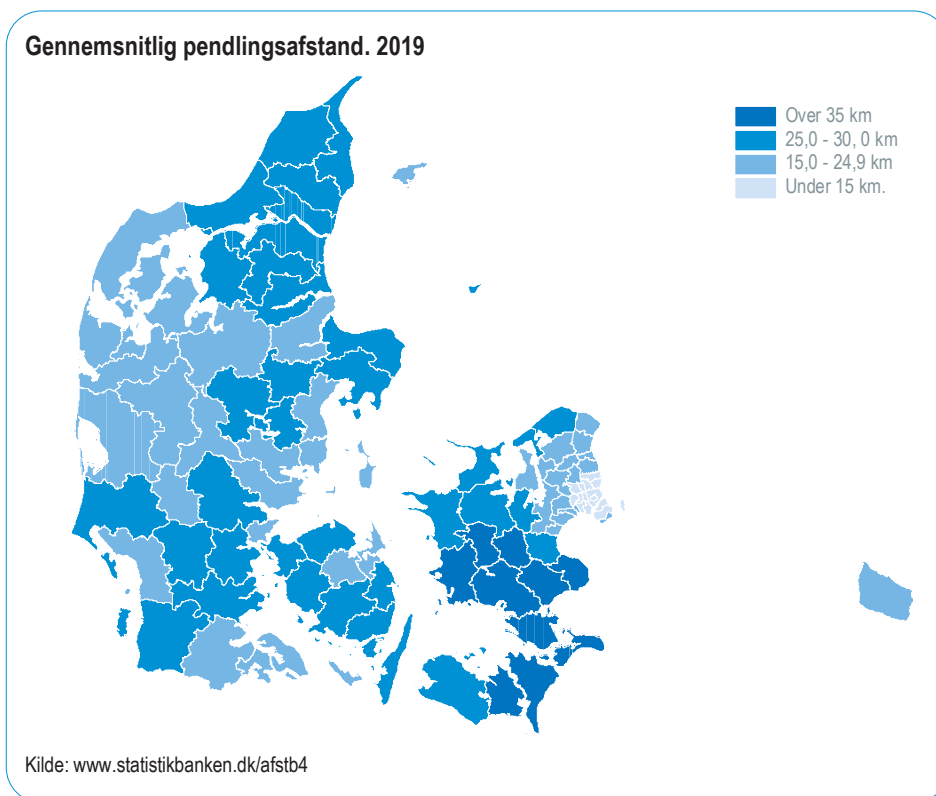 Gennemsnitlig pendlingsafstand. 2019
Over 35 km
25,0 - 30, 0 km
15,0 - 24,9 km
Under 15 km.
Kilde: www.statistikbanken.dk/afstb4